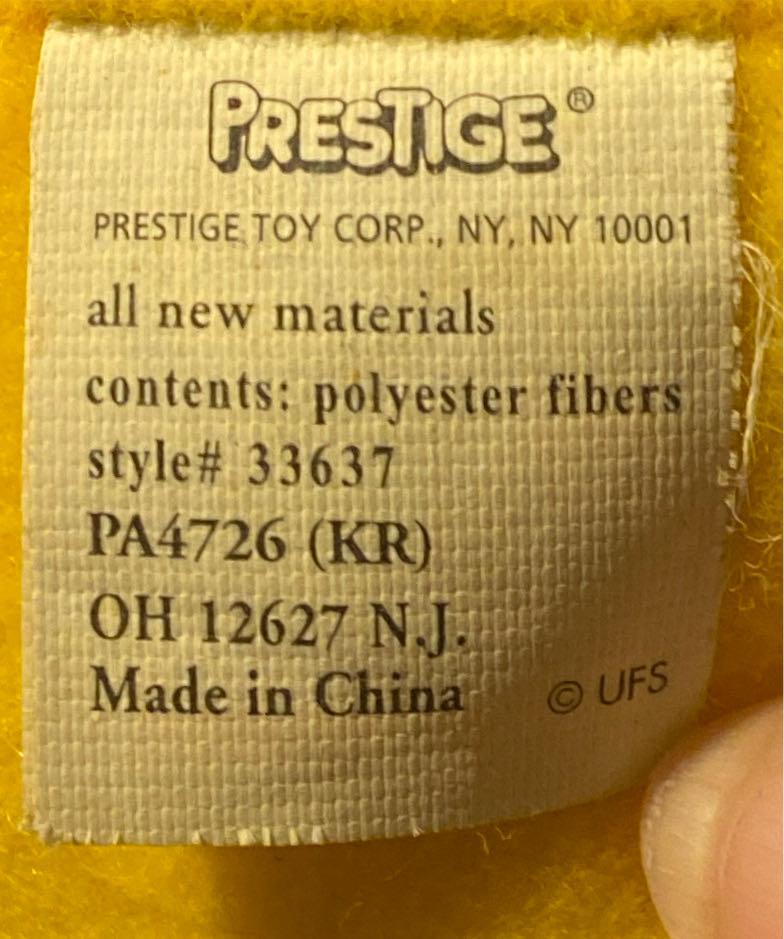 PRESTIGE®
PRESTIGE TOY CORP., NY, NY 10001
all new materials
contents: polyester fibers
style# 33637
PA4726 (KR)
OH 12627 N.J.
Made in China © UFS